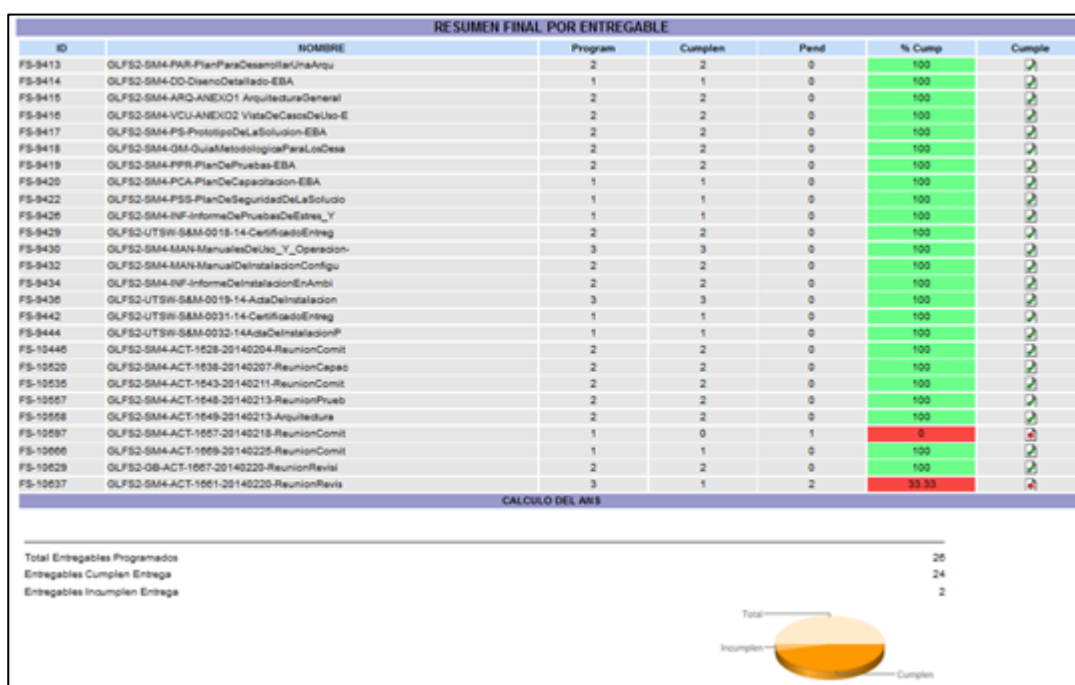 RESUMEN FINAL POR ENTREGABLE
ID NOMBRE Program Cumplen Pend % Cump Cumple
FS-9413 GLFS2-SM4-PAR-PlanParaDesarrollarUnaArqu 2 2 0 100
FS-9414 GLFS2-SM4-DD-DisenoDetallado-EBA 1 1 0 100
FS-9415 GLFS2-SM4-ARQ-ANEXO1 ArquitecturaGeneral 2 2 0 100
FS-9416 GLFS2-SM4-VCU-ANEXO2 VistaDeCasosDeUso-E 2 2 0 100
FS-9417 GLFS2-SM4-PS-PrototipoDeLaSolucion-EBA 2 2 0 100
FS-9418 GLFS2-SM4-GM-GuiaMetodologicaParaLosDesa 2 2 0 100
FS-9419 GLFS2-SM4-PPR-PlanDePruebas-EBA 2 2 0 100
FS-9420 GLFS2-SM4-PCA-PlanDeCapacitacion-EBA 1 1 0 100
FS-9422 GLFS2-SM4-PSS-PlanDeSeguridadDeLaSolucio 1 1 0 100
FS-9426 GLFS2-SM4-INF-InformeDePruebasDeEstres_Y 1 1 0 100
FS-9429 GLFS2-UTSW-S&M-0018-14-CertificadoEntreg 2 2 0 100
FS-9430 GLFS2-SM4-MAN-ManualesDeUso_Y_Operacion- 3 3 0 100
FS-9432 GLFS2-SM4-MAN-ManualDeInstalacionConfigu 2 2 0 100
FS-9434 GLFS2-SM4-INF-InformeDeInstalacionEnAmbi 2 2 0 100
FS-9436 GLFS2-UTSW-S&M-0019-14-ActaDeInstalacion 3 3 0 100
FS-9442 GLFS2-UTSW-S&M-0031-14-CertificadoEntreg 1 1 0 100
FS-9444 GLFS2-UTSW-S&M-0032-14ActaDeInstalacionP 1 1 0 100
FS-10446 GLFS2-SM4-ACT-1628-20140204-ReunionComit 2 2 0 100
FS-10520 GLFS2-SM4-ACT-1638-20140207-ReunionCapac 2 2 0 100
FS-10535 GLFS2-SM4-ACT-1643-20140211-ReunionComit 2 2 0 100
FS-10557 GLFS2-SM4-ACT-1648-20140213-ReunionPrueb 2 2 0 100
FS-10558 GLFS2-SM4-ACT-1649-20140213-Arquitectura 2 2 0 100
FS-10597 GLFS2-SM4-ACT-1657-20140218-ReunionComit 1 0 1 0
FS-10666 GLFS2-SM4-ACT-1669-20140225-ReunionComit 1 1 0 100
FS-10629 GLFS2-GB-ACT-1667-20140220-ReunionRevisi 2 2 0 100
FS-10637 GLFS2-SM4-ACT-1661-20140220-ReunionRevis 3 1 2 33.33
CALCULO DEL ANS
Total Entregables Programados 26
Entregables Cumplen Entrega 24
Entregables Incumplen Entrega 2
Total
Incumplen
Cumplen